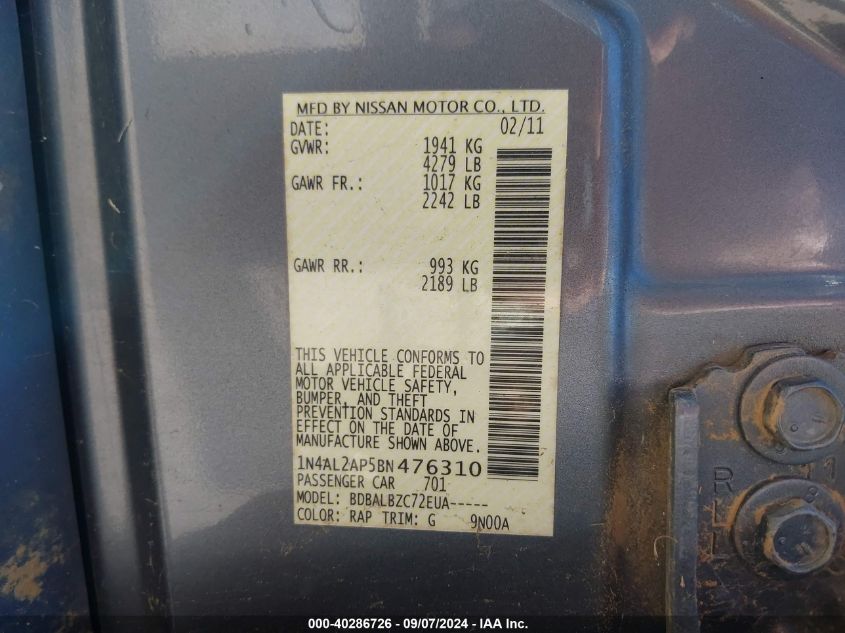 MFD BY NISSAN MOTOR CO., LTD.
DATE: 02/11
GVWR: 1941 KG
4279 LB
GAWR FR.: 1017 KG
2242 LB
GAWR RR.: 993 KG
2189 LB
THIS VEHICLE CONFORMS TO
ALL APPLICABLE FEDERAL
MOTOR VEHICLE SAFETY,
BUMPER, AND THEFT
PREVENTION STANDARDS IN
EFFECT ON THE DATE OF
MANUFACTURE SHOWN ABOVE.
1N4AL2AP5BN476310
PASSENGER CAR 701
MODEL: BDBALBZC72EUA-----
COLOR: RAP TRIM: G 9N00A
000-40286726 - 09/07/2024 - IAA Inc.